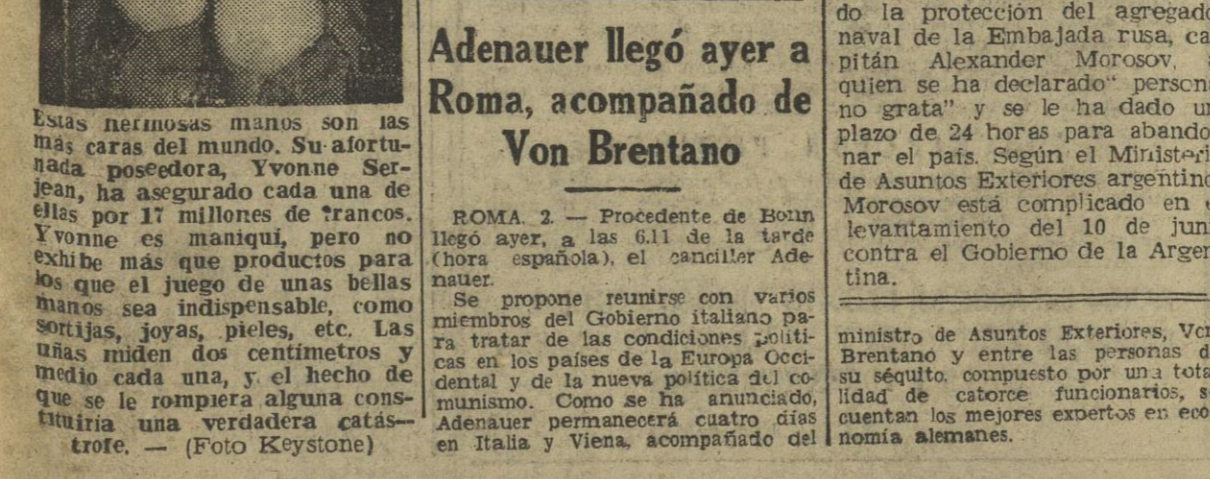 Estas hermosas manos son las
más caras del mundo. Su afortu-
nada poseedora, Yvonne Ser-
jean, ha asegurado cada una de
ellas por 17 millones de francos.
Yvonne es maniquí, pero no
exhibe más que productos para
los que el juego de unas bellas
manos sea indispensable, como
sortijas, joyas, pieles, etc. Las
uñas miden dos centímetros y
medio cada una, y el hecho de
que se le rompiera alguna cons-
tituiría una verdadera catás-
trofe. — (Foto Keystone)
Adenauer llegó ayer a
Roma, acompañado de
Von Brentano
ROMA. 2. — Procedente de Bonn
llegó ayer, a las 6.11 de la tarde
(hora española), el canciller Ade-
nauer.
Se propone reunirse con varios
miembros del Gobierno italiano pa-
ra tratar de las condiciones políti-
cas en los países de la Europa Occi-
dental y de la nueva política del co-
munismo. Como se ha anunciado,
Adenauer permanecerá cuatro días
en Italia y Viena, acompañado del
do la protección del agregado
naval de la Embajada rusa, ca
pitán Alexander Morosov,
quien se ha declarado "person
no grata" y se le ha dado un
plazo de 24 horas para abando
nar el país. Según el Ministeri
de Asuntos Exteriores argentino
Morosov está complicado en
levantamiento del 10 de juni
contra el Gobierno de la Argen
tina.
ministro de Asuntos Exteriores, Von
Brentano y entre las personas d
su séquito, compuesto por una tota
lidad de catorce funcionarios, s
cuentan los mejores expertos en eco
nomía alemanes.